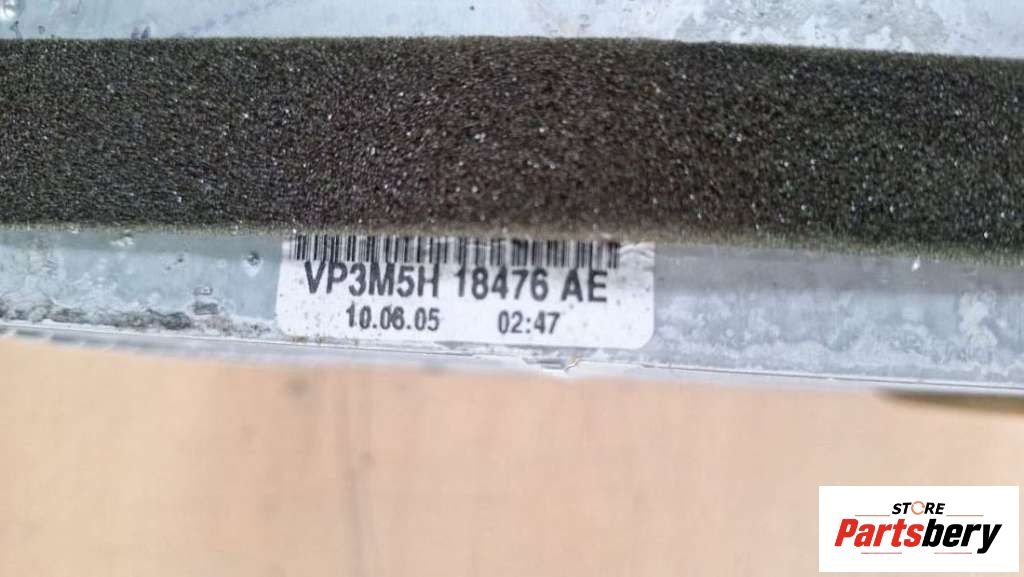 VP3M5H 18476 AE
10.06.05 02:47
STORE
Partsbery